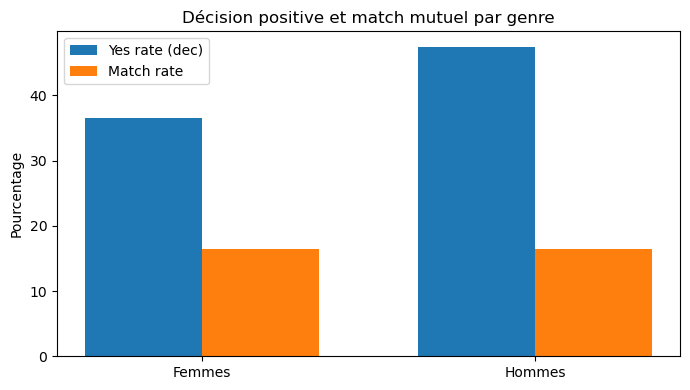 Décision positive et match mutuel par genre
Yes rate (dec)
Match rate
Pourcentage
40
30
20
10
0
Femmes
Hommes